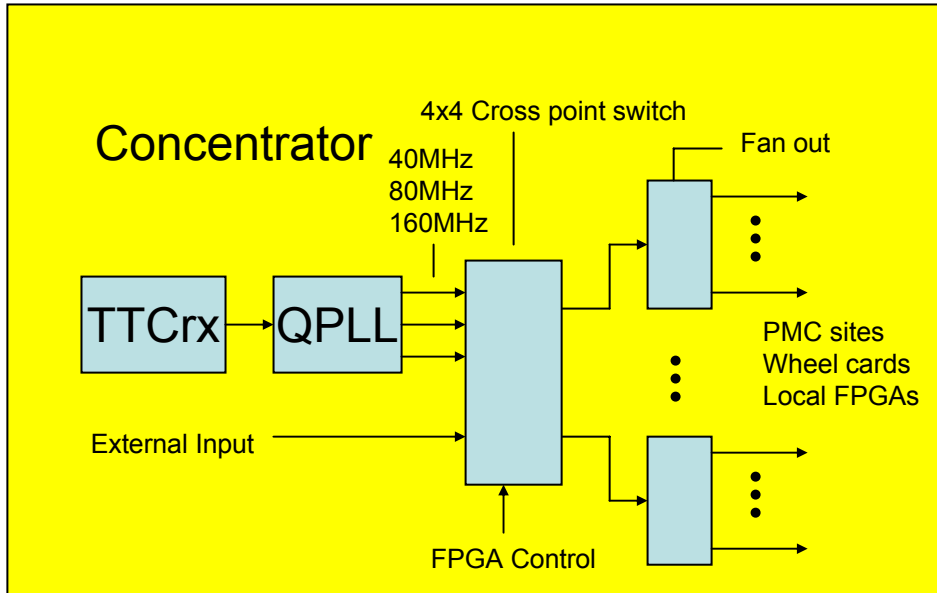 4x4 Cross point switch
Concentrator
Fan out
40MHz
80MHz
160MHz
TTCrx
QPLL
PMC sites
Wheel cards
Local FPGAs
External Input
FPGA Control